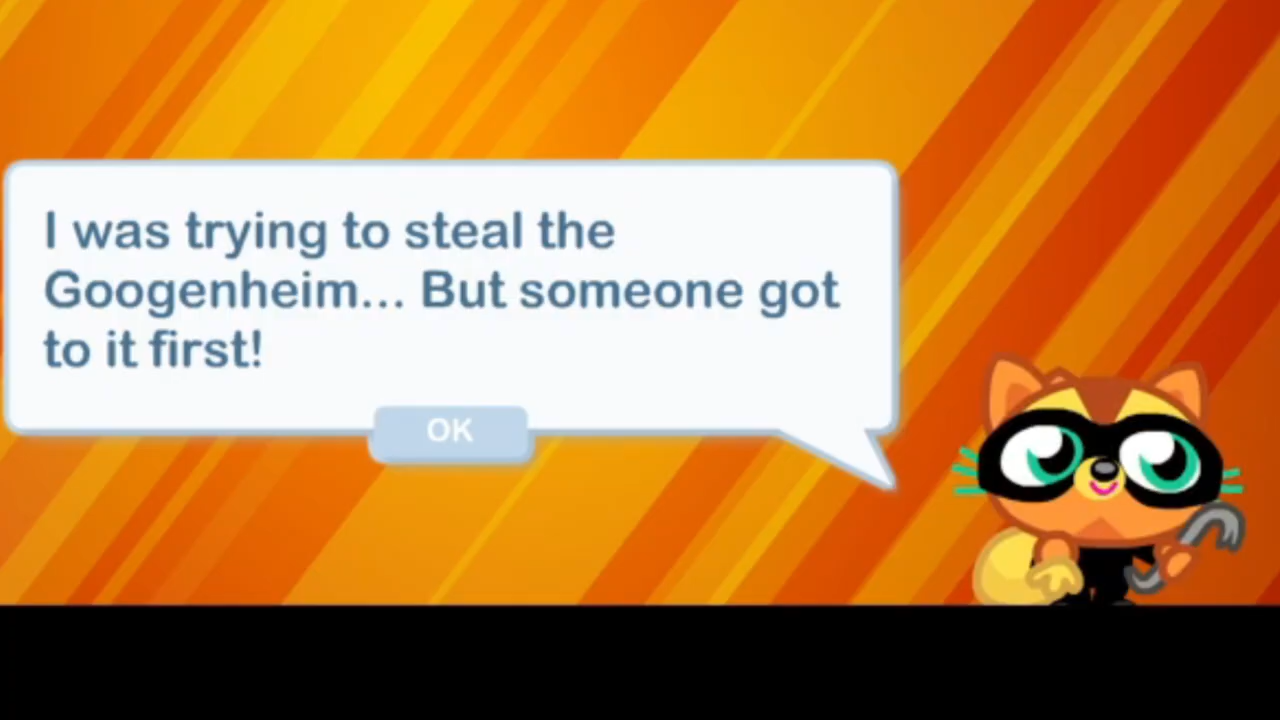 I was trying to steal the
Googenheim... But someone got
to it first!
OK